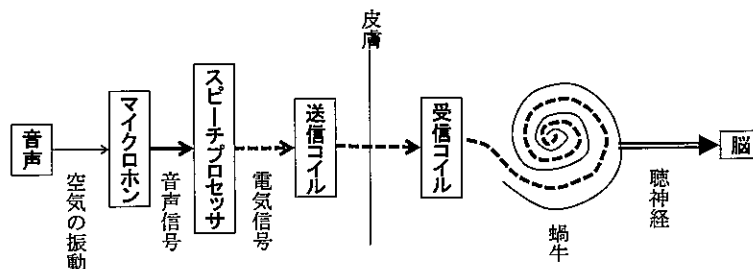 音声
空気の振動
マイクロホン
音声信号
スピーチプロセッサ
電気信号
送信コイル
皮膚
受信コイル
蝸牛
聴神経
脳